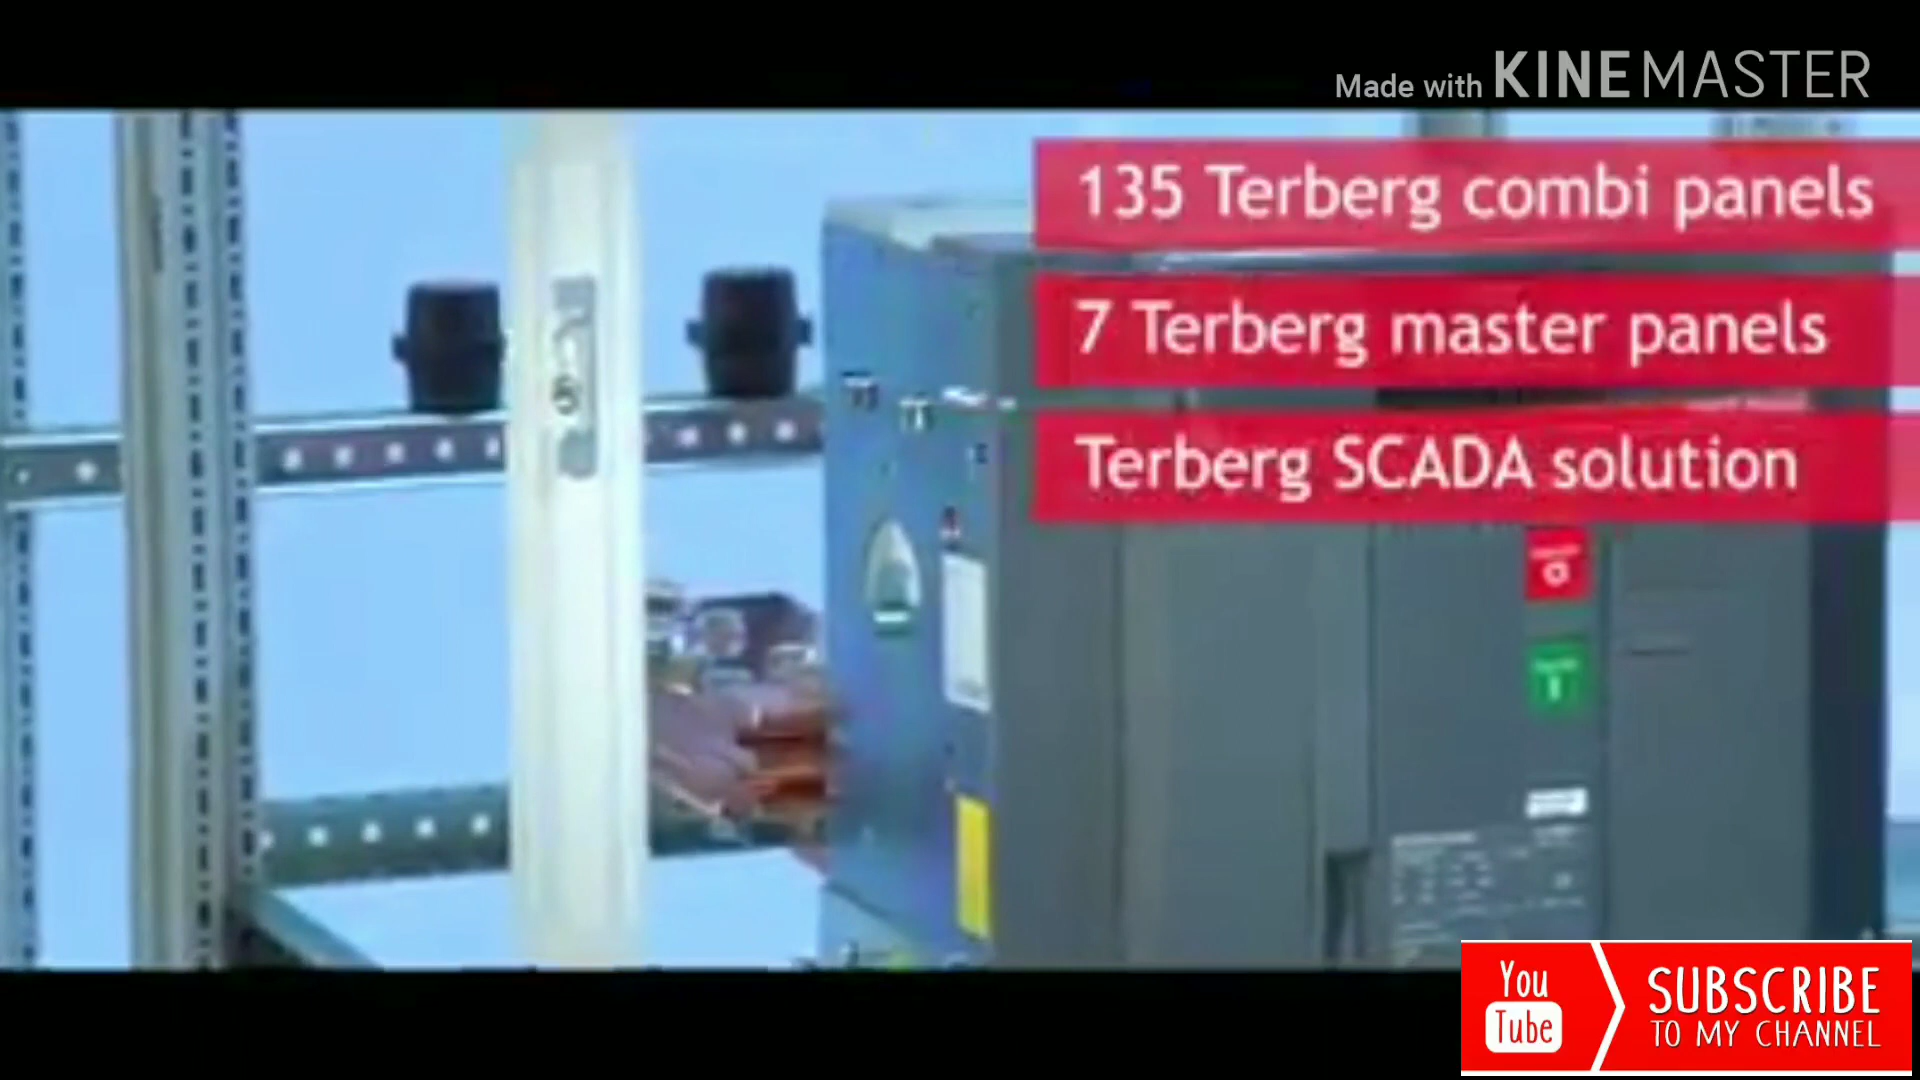 Made with KINEMASTER
135 Terberg combi panels
7 Terberg master panels
Terberg SCADA solution
You
Tube
SUBSCRIBE
TO MY CHANNEL